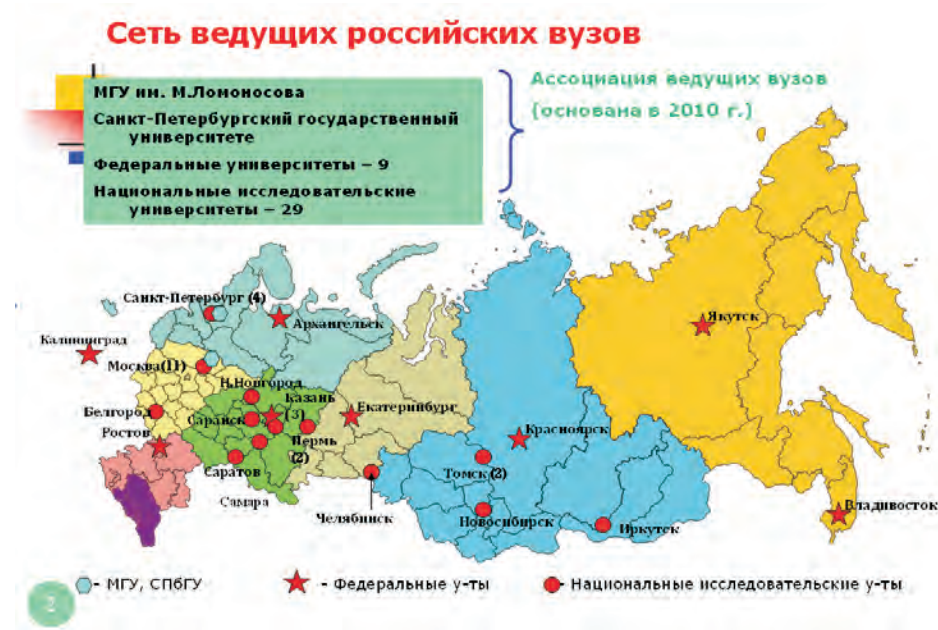 Сеть ведущих российских вузов
МГУ им. М.Ломоносова
Санкт-Петербургский государственный
университете
Федеральные университеты – 9
Национальные исследовательские
университеты – 29
Ассоциация ведущих вузов
(основана в 2010 г.)
Санкт-Петербург (4)
Архангельск
Якутск
Калининград
Москва(11)
Н.Новгород
Казань
(3)
Екатеринбург
Белгород
Саранск
Красноярск
Ростов
Пермь
(2)
Саратов
Томск(2)
Самара
Челябинск
Новосибирск
Иркутск
Владивосток
- МГУ, СПбГУ
- Федеральные у-ты
- Национальные исследовательские у-ты
2